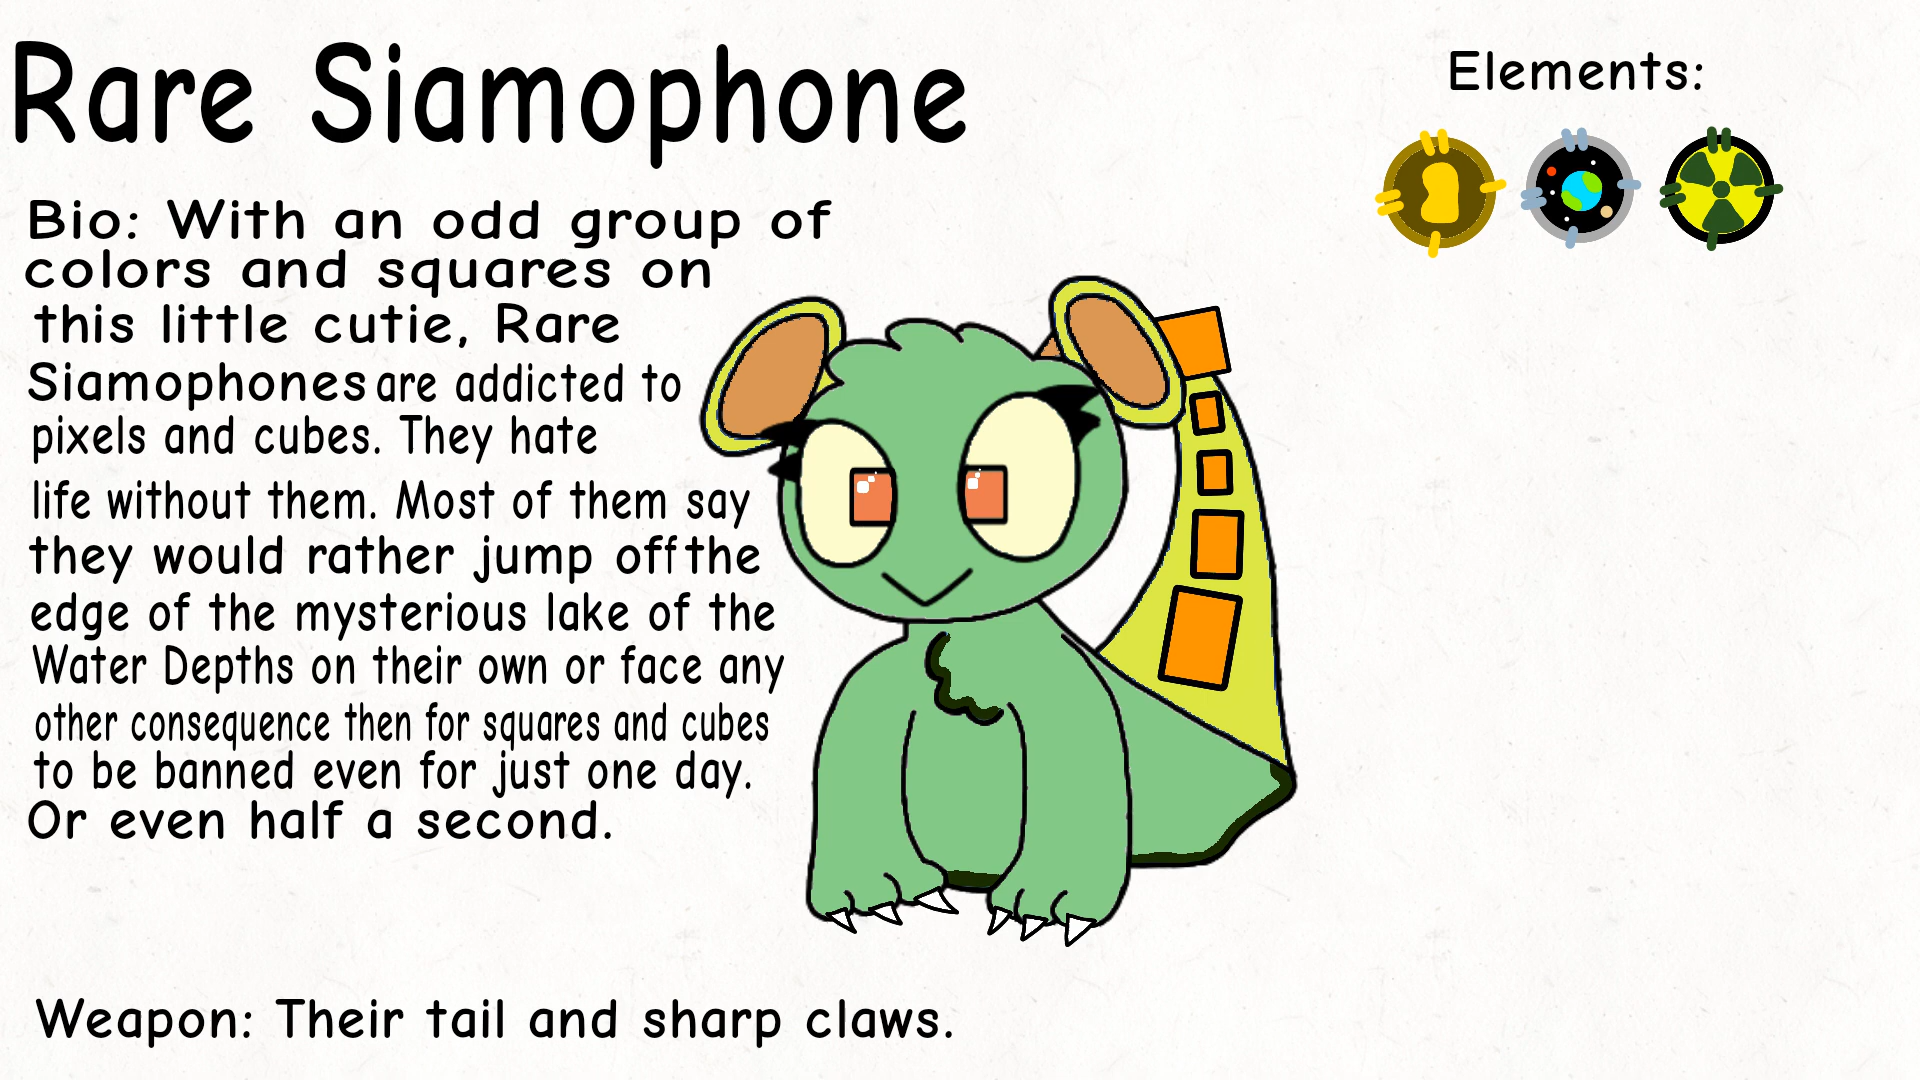 Rare Siamophone
Elements:
Bio: With an odd group of
colors and squares on
this little cutie, Rare
Siamophones are addicted to
pixels and cubes. They hate
life without them. Most of them say
they would rather jump off the
edge of the mysterious lake of the
Water Depths on their own or face any
other consequence then for squares and cubes
to be banned even for just one day.
Or even half a second.
Weapon: Their tail and sharp claws.